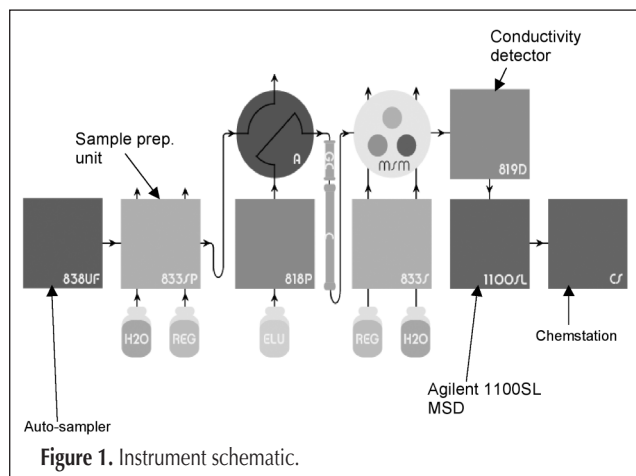 Conductivity
detector
Sample prep.
unit
A
GC
MSM
819D
C
838UF
833SP
818P
833S
1100SL
CS
H2O
REG
ELU
REG
H2O
Chemstation
Agilent 1100SL
MSD
Auto-sampler
Figure 1. Instrument schematic.